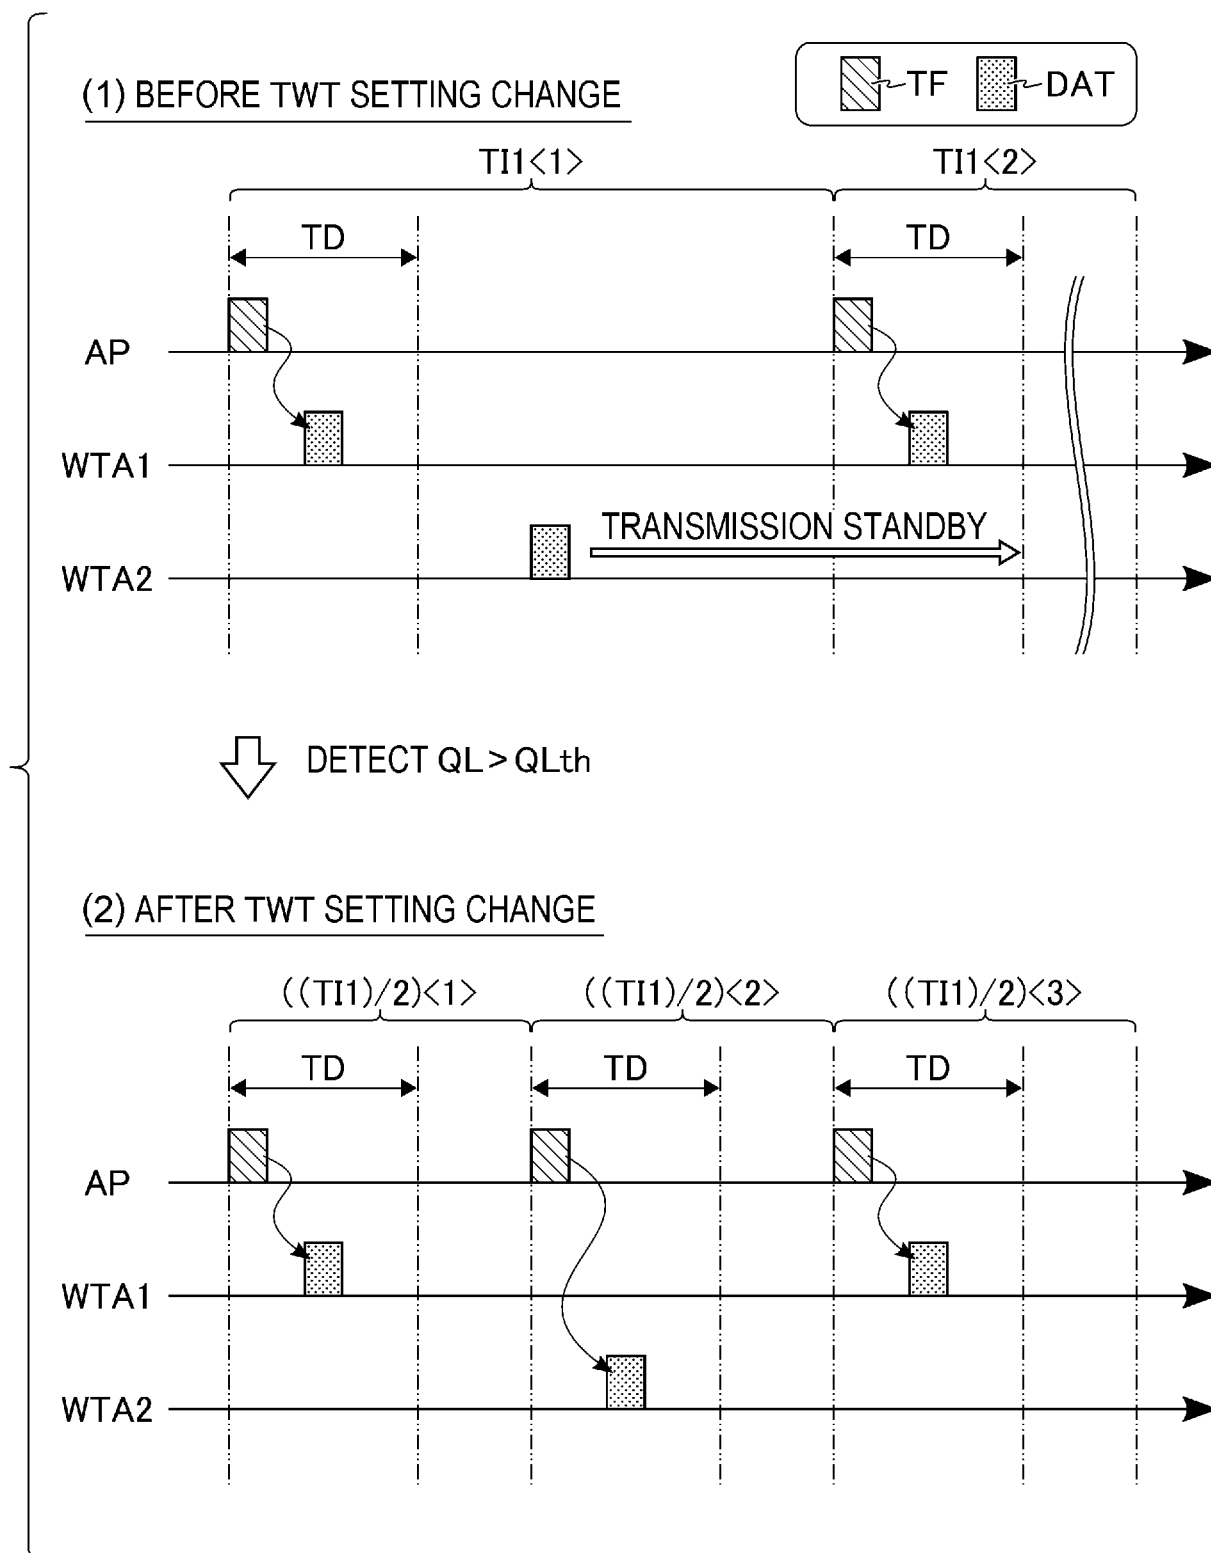 (1) BEFORE TWT SETTING CHANGE
TF DAT
TI1<1> TI1<2>
TD TD
AP
WTA1
TRANSMISSION STANDBY
WTA2
DETECT QL > QLth
(2) AFTER TWT SETTING CHANGE
((TI1)/2)<1> ((TI1)/2)<2> ((TI1)/2)<3>
TD TD TD
AP
WTA1
WTA2